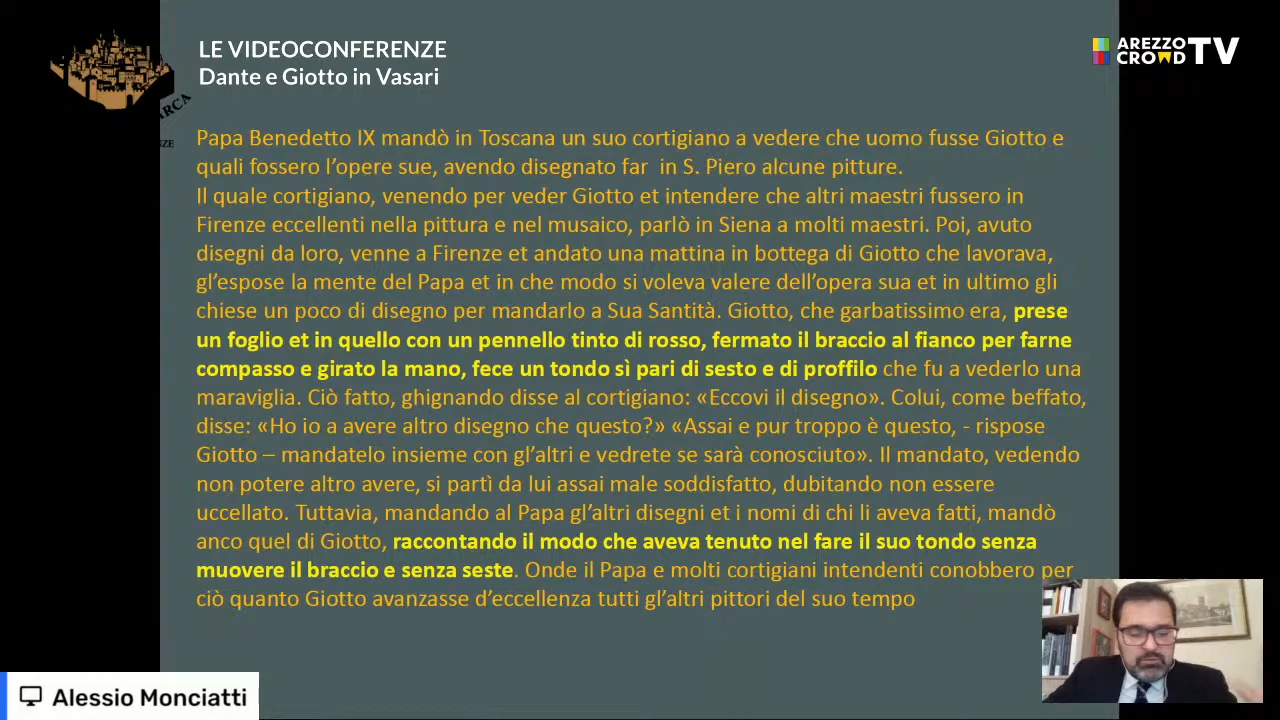 LE VIDEOCONFERENZE
Dante e Giotto in Vasari
AREZZO
CROWD TV
ARCA
ZE
Papa Benedetto IX mandò in Toscana un suo cortigiano a vedere che uomo fusse Giotto e
quali fossero l’opere sue, avendo disegnato far in S. Piero alcune pitture.
Il quale cortigiano, venendo per veder Giotto et intendere che altri maestri fussero in
Firenze eccellenti nella pittura e nel musaico, parlò in Siena a molti maestri. Poi, avuto
disegni da loro, venne a Firenze et andato una mattina in bottega di Giotto che lavorava,
gl’espose la mente del Papa et in che modo si voleva valere dell’opera sua et in ultimo gli
chiese un poco di disegno per mandarlo a Sua Santità. Giotto, che garbatissimo era, prese
un foglio et in quello con un pennello tinto di rosso, fermato il braccio al fianco per farne
compasso e girato la mano, fece un tondo sì pari di sesto e di proffilo che fu a vederlo una
maraviglia. Ciò fatto, ghignando disse al cortigiano: «Eccovi il disegno». Colui, come beffato,
disse: «Ho io a avere altro disegno che questo?» «Assai e pur troppo è questo, - rispose
Giotto – mandatelo insieme con gl’altri e vedrete se sarà conosciuto». Il mandato, vedendo
non potere altro avere, si partì da lui assai male soddisfatto, dubitando non essere
uccellato. Tuttavia, mandando al Papa gl’altri disegni et i nomi di chi li aveva fatti, mandò
anco quel di Giotto, raccontando il modo che aveva tenuto nel fare il suo tondo senza
muovere il braccio e senza seste. Onde il Papa e molti cortigiani intendenti conobbero per
ciò quanto Giotto avanzasse d’eccellenza tutti gl’altri pittori del suo tempo
Alessio Monciatti